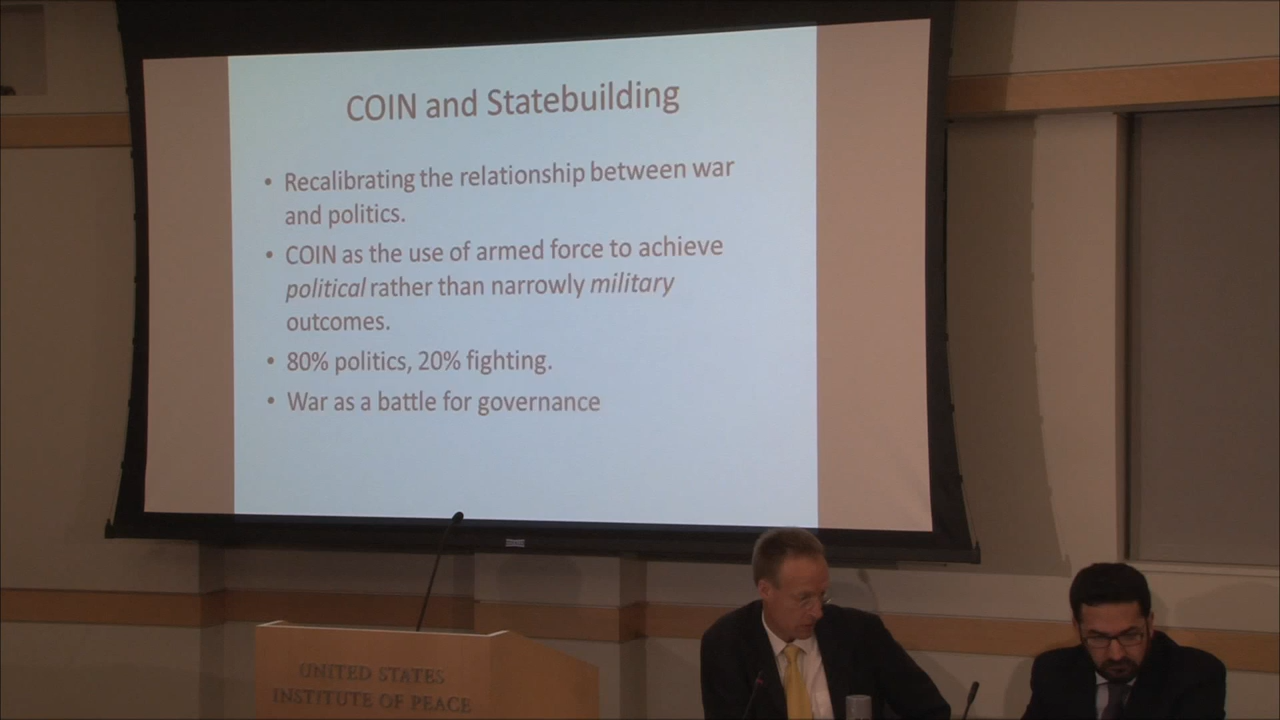 COIN and Statebuilding
• Recalibrating the relationship between war
and politics.
• COIN as the use of armed force to achieve
political rather than narrowly military
outcomes.
• 80% politics, 20% fighting.
• War as a battle for governance
UNITED STATES
INSTITUTE OF PEACE